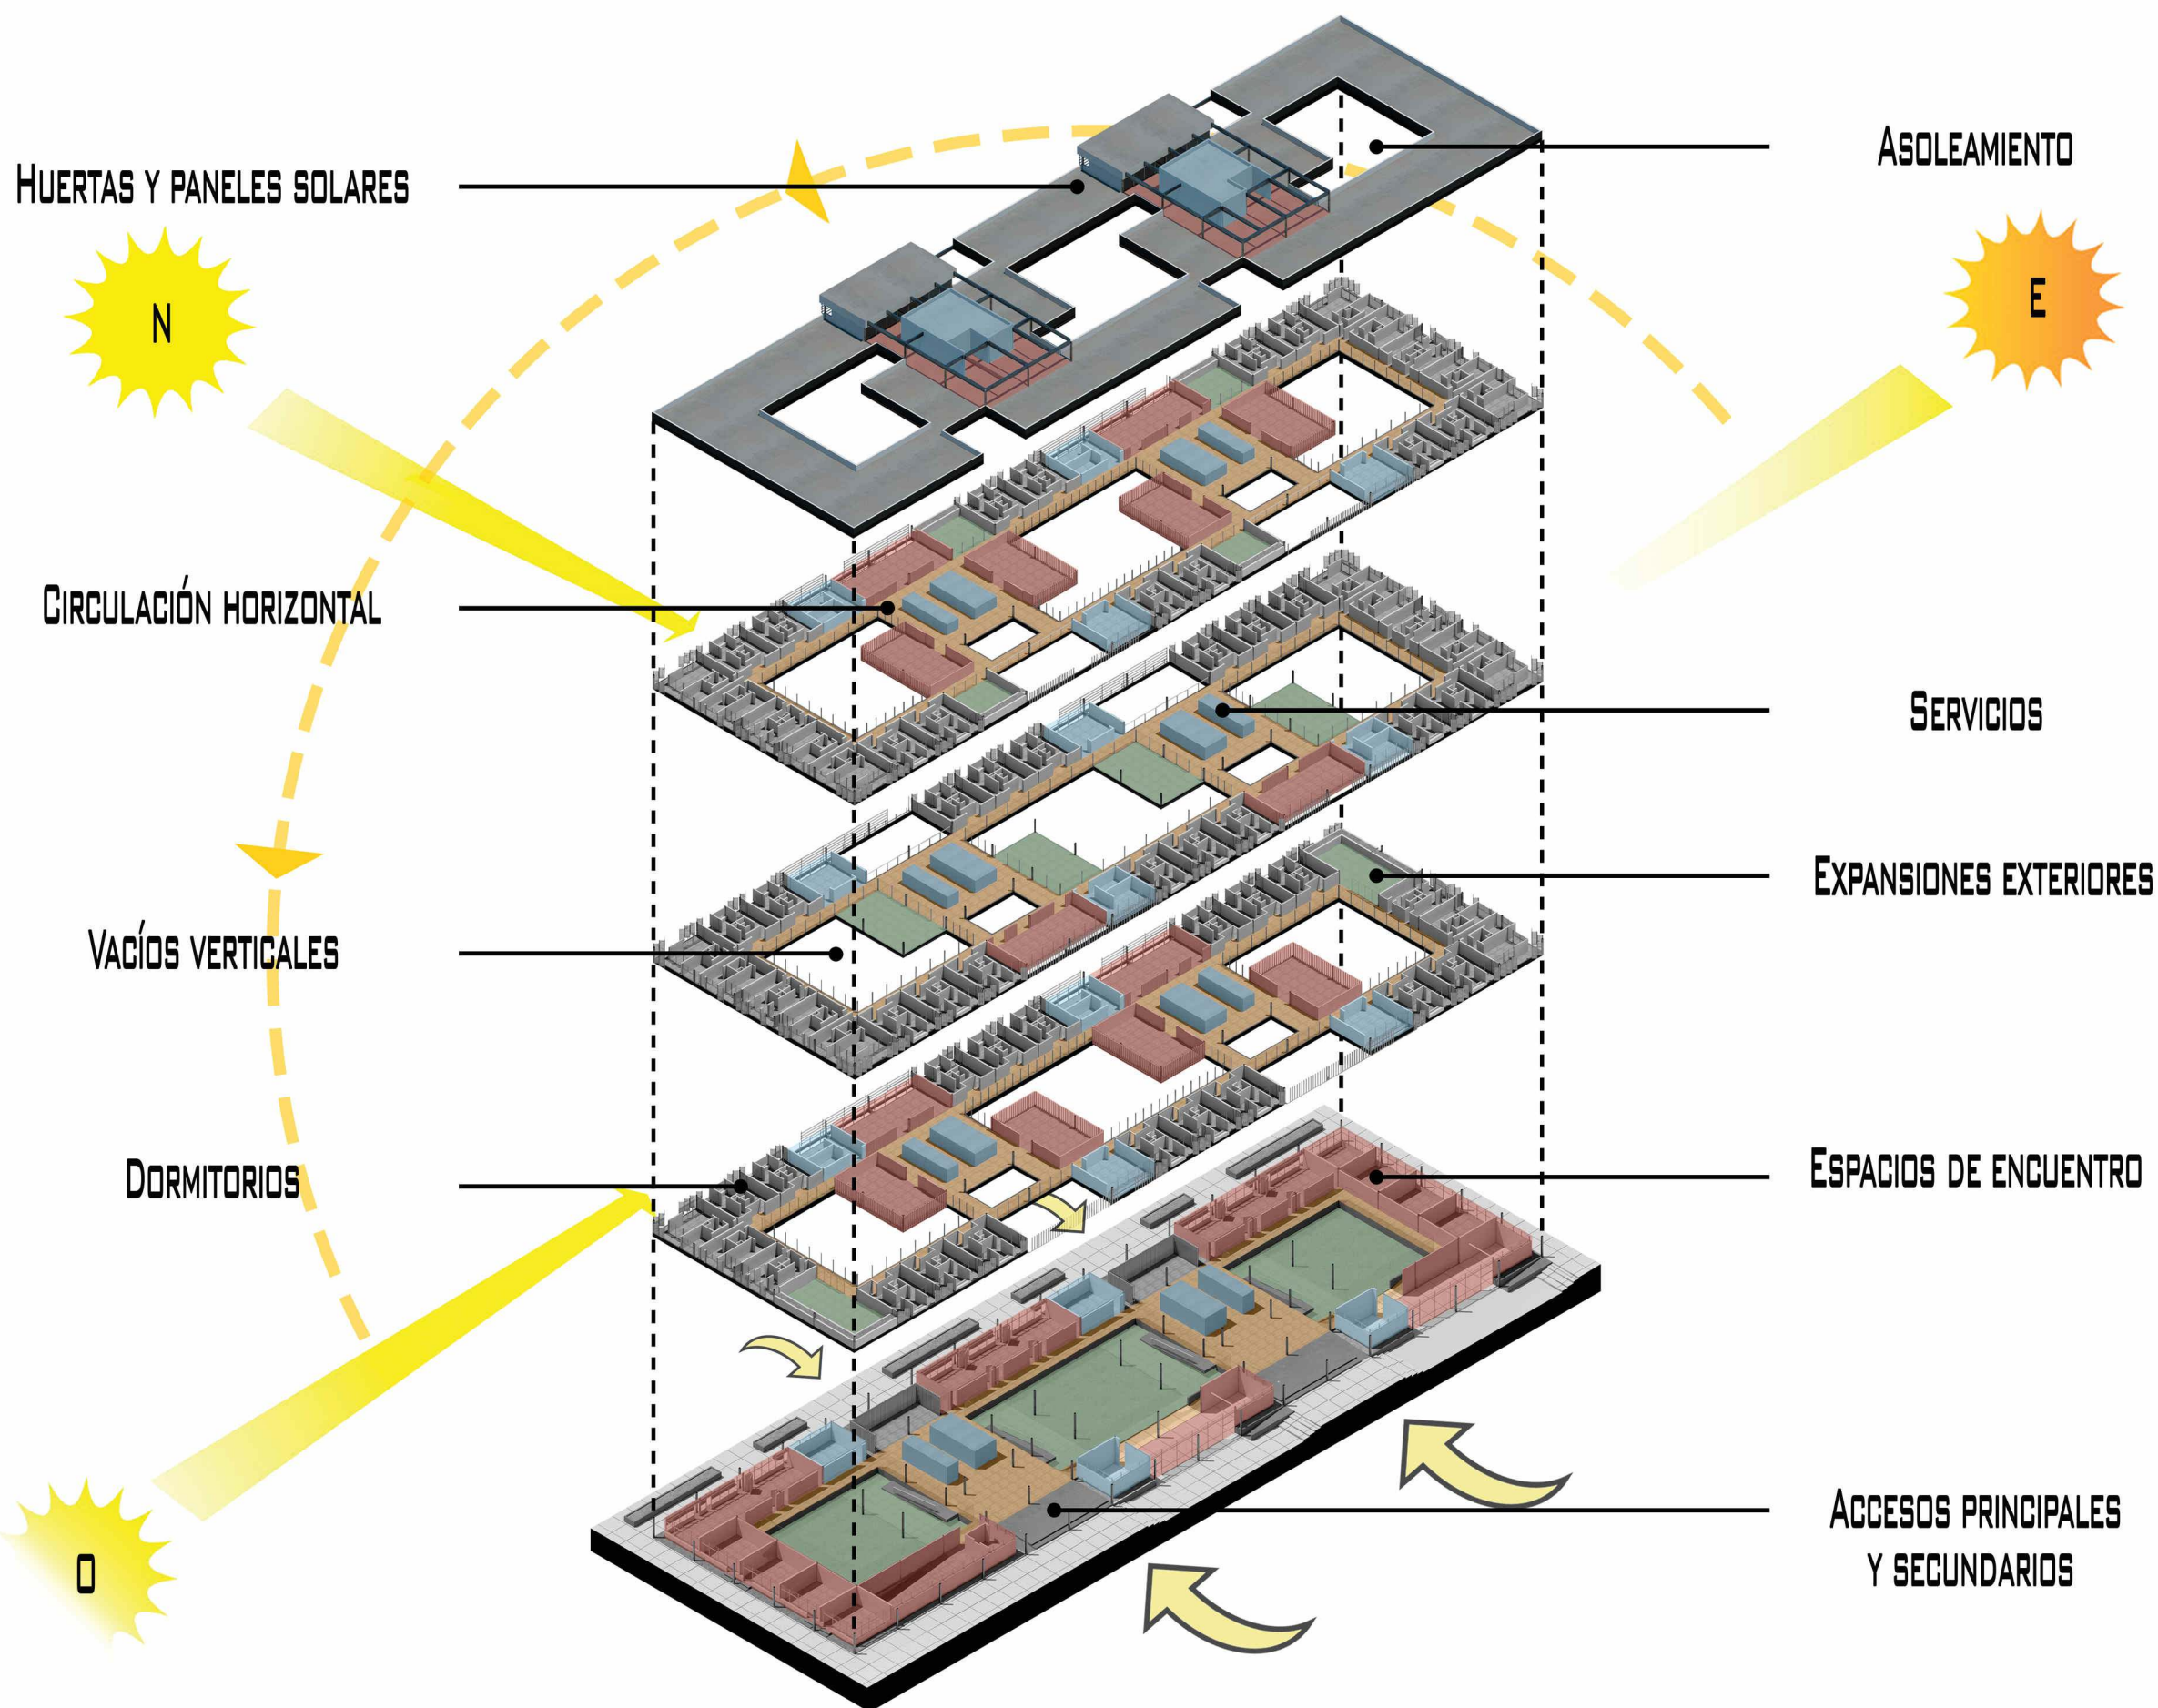 Asoleamiento
Huertas y paneles solares
N
E
Circulación horizontal
Servicios
Expansiones exteriores
Vacíos verticales
Dormitorios
Espacios de encuentro
Accesos principales
y secundarios
O